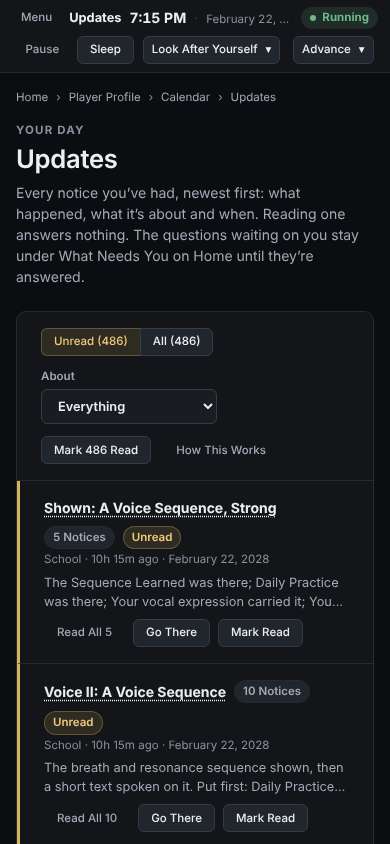 Menu Updates 7:15 PM · February 22, ... Running
Pause Sleep Look After Yourself ▾ Advance ▾
Home › Player Profile › Calendar › Updates
YOUR DAY
Updates
Every notice you’ve had, newest first: what
happened, what it’s about and when. Reading one
answers nothing. The questions waiting on you stay
under What Needs You on Home until they’re
answered.
Unread (486) All (486)
About
Everything
Mark 486 Read How This Works
Shown: A Voice Sequence, Strong
5 Notices Unread
School · 10h 15m ago · February 22, 2028
The Sequence Learned was there; Daily Practice
was there; Your vocal expression carried it; You...
Read All 5 Go There Mark Read
Voice II: A Voice Sequence 10 Notices
Unread
School · 10h 15m ago · February 22, 2028
The breath and resonance sequence shown, then
a short text spoken on it. Put first: Daily Practice...
Read All 10 Go There Mark Read